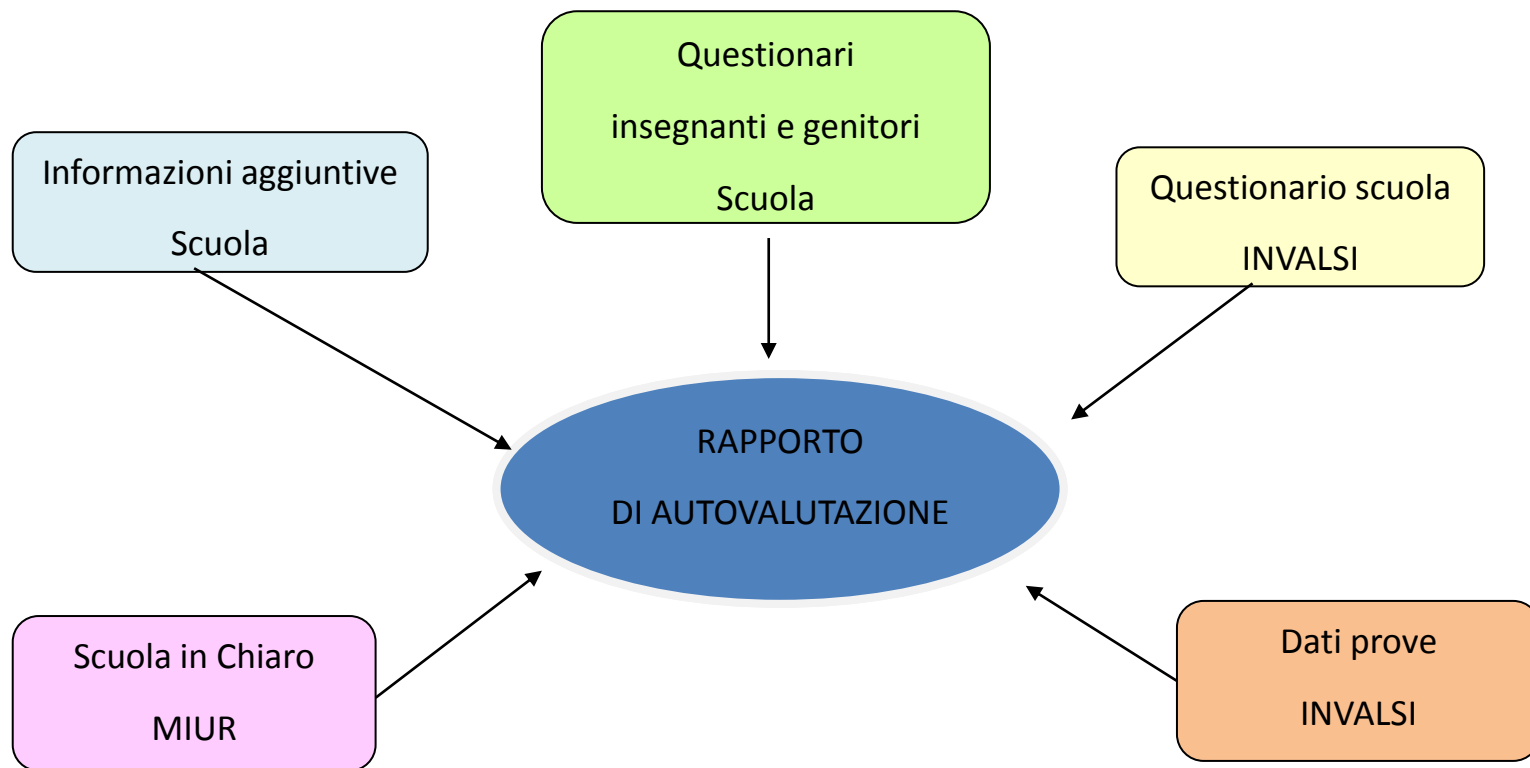 Questionari
insegnanti e genitori
Scuola
Informazioni aggiuntive
Scuola
Questionario scuola
INVALSI
RAPPORTO
DI AUTOVALUTAZIONE
Scuola in Chiaro
MIUR
Dati prove
INVALSI